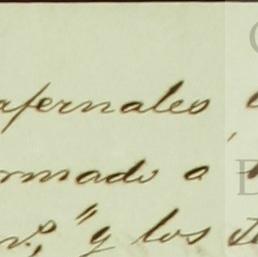 afernales
rmado a
n.º, " y los